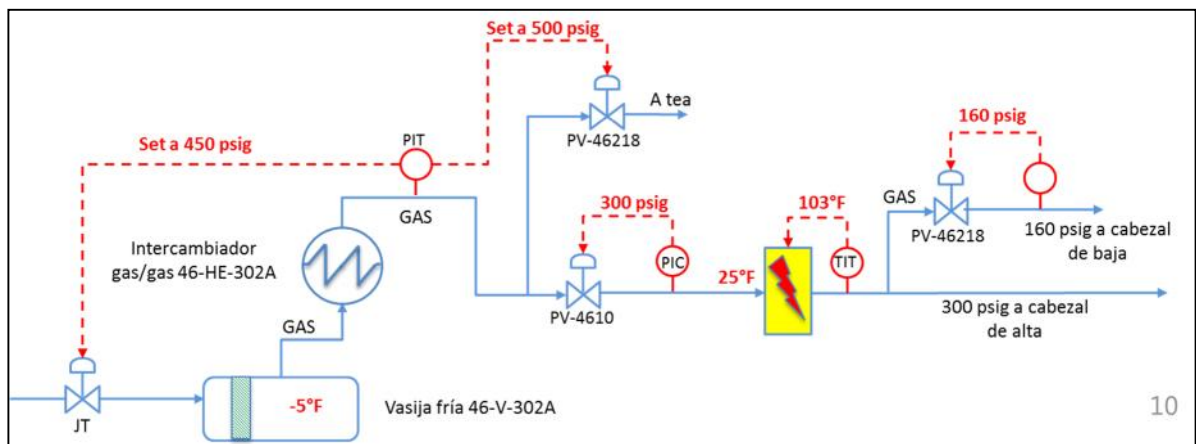 Set a 500 psig
A tea
PV-46218
160 psig
Set a 450 psig
PIT
GAS
300 psig
103°F
GAS
PV-46218
160 psig a cabezal
de baja
Intercambiador
gas/gas 46-HE-302A
PIC
25°F
TIT
PV-4610
300 psig a cabezal
de alta
GAS
-5°F
Vasija fría 46-V-302A
JT
10